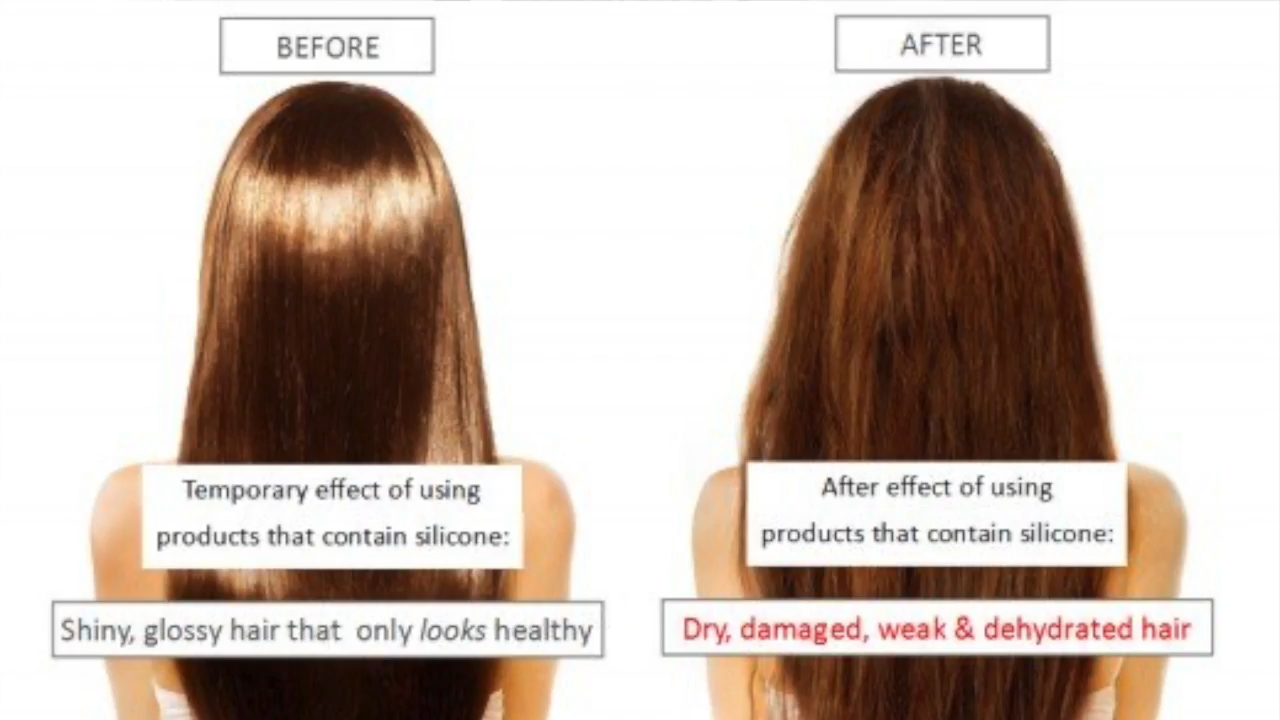 BEFORE
AFTER
Temporary effect of using
products that contain silicone:
Shiny, glossy hair that only looks healthy
After effect of using
products that contain silicone:
Dry, damaged, weak & dehydrated hair